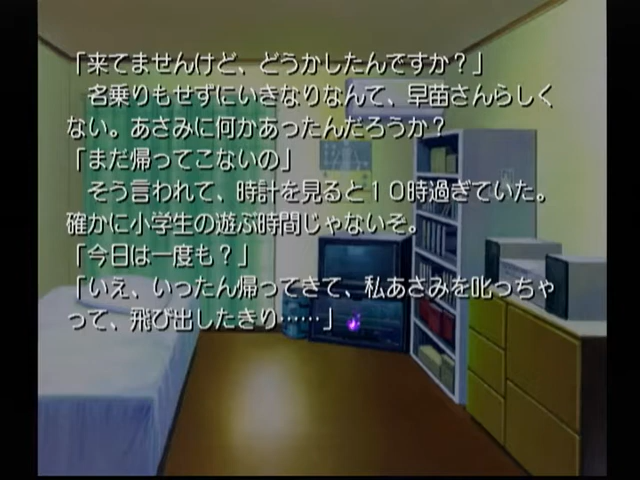 「来てませんけど、どうかしたんですか？」
　名乗りもせずにいきなりなんて、早苗さんらしく
ない。あさみに何かあったんだろうか？
「まだ帰ってこないの」
　そう言われて、時計を見ると１０時過ぎていた。
確かに小学生の遊ぶ時間じゃないぞ。
「今日は一度も？」
「いえ、いったん帰ってきて、私あさみを叱っちゃ
って、飛び出したきり……」